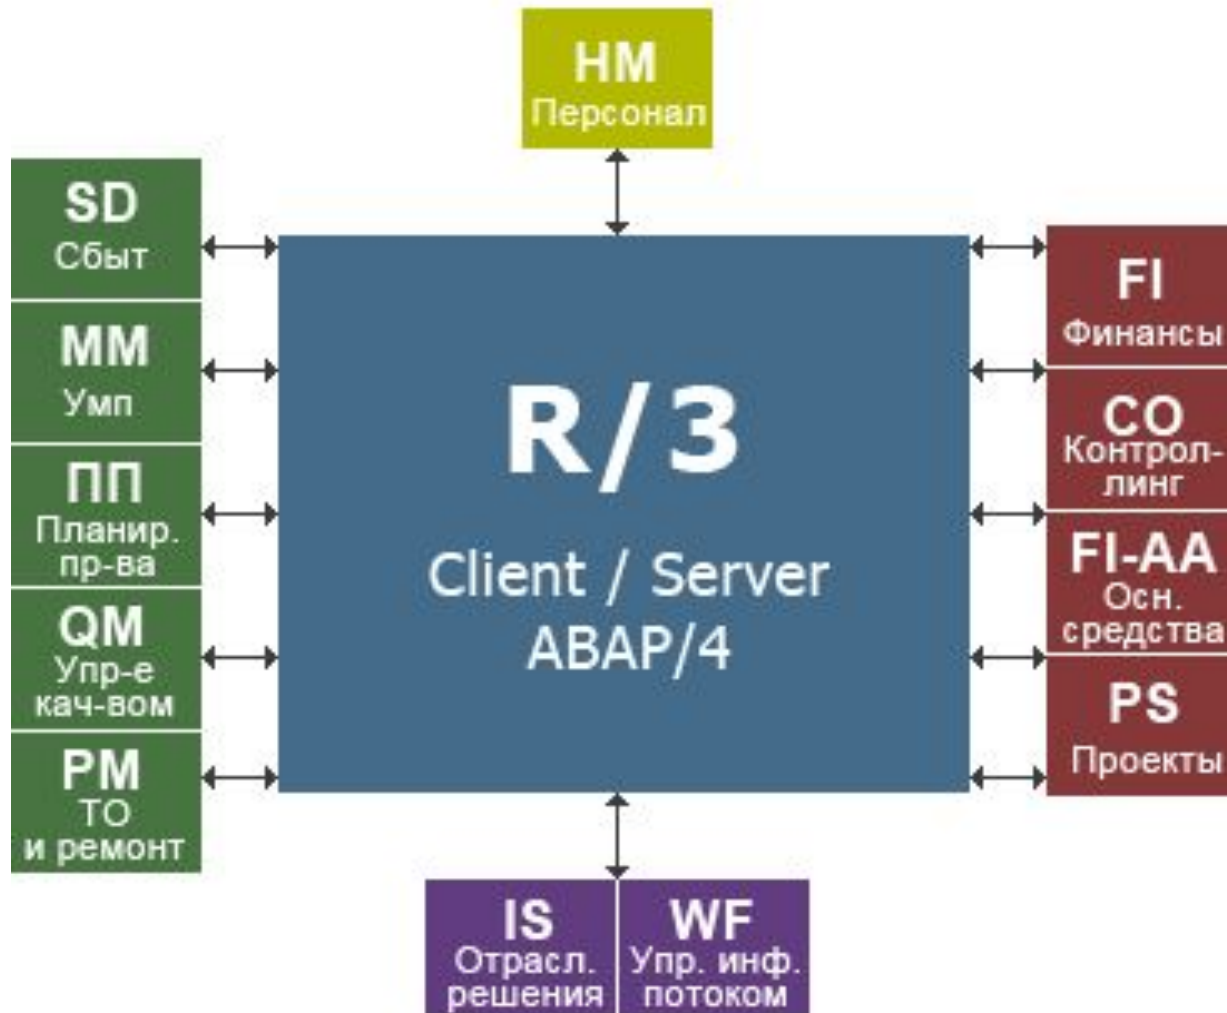 HM
Персонал
SD
Сбыт
MM
Умп
ПП
Планир.
пр-ва
QM
Упр-е
кач-вом
PM
ТО
и ремонт
R/3
Client / Server
ABAP/4
FI
Финансы
CO
Контрол-
линг
FI-AA
Осн.
средства
PS
Проекты
IS
Отрасл.
решения
WF
Упр. инф.
потоком